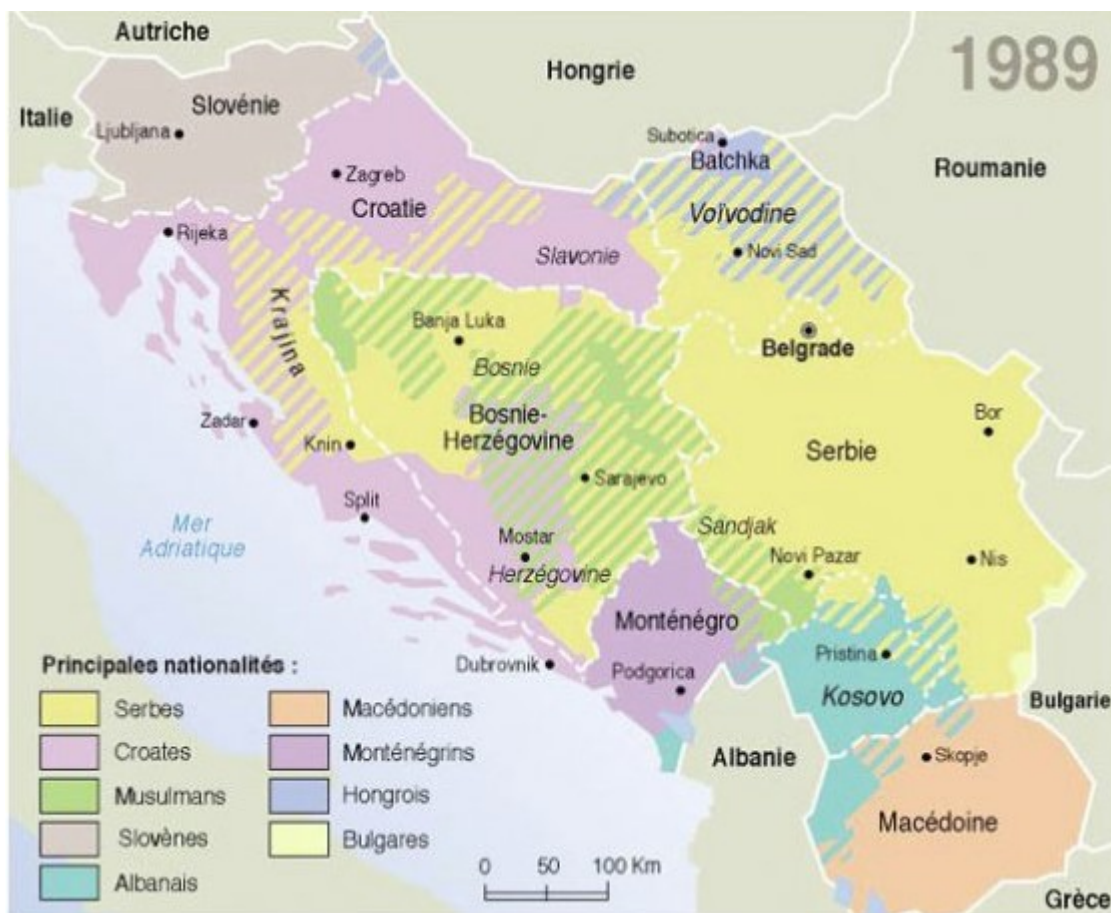 Autriche
1989
Hongrie
Slovénie
Italie
Ljubljana
Subotica
Batchka
Roumanie
Zagreb
Croatie
Voïvodine
Rijeka
Slavonie
Novi Sad
Krajina
Banja Luka
Belgrade
Bosnie
Bosnie-
Herzégovine
Bor
Zadar
Knin
Serbie
Sarajevo
Split
Mer
Adriatique
Sandjak
Mostar
Novi Pazar
Nis
Herzégovine
Monténégro
Principales nationalités :
Dubrovnik
Podgorica
Pristina
Kosovo
Bulgarie
Serbes
Croates
Musulmans
Slovènes
Albanais
Macédoniens
Monténégrins
Hongrois
Bulgares
Albanie
Skopje
Macédoine
0 50 100 Km
Grèce